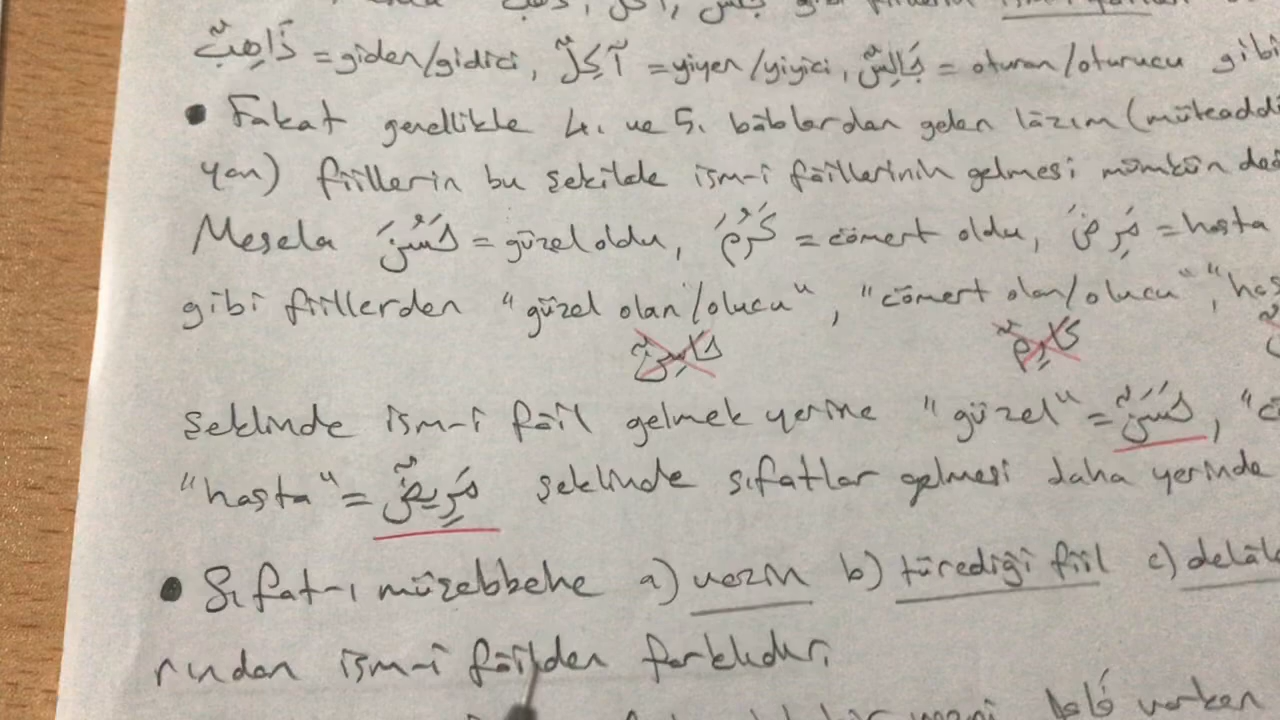 ذَاهِبٌ = giden/gidici, آكِلٌ = yiyen/yiyici, جَالِسٌ = oturan/oturucu gibi
• Fakat genellikle 4. ve 5. bâblardan gelen lâzım (müteaddi
yan) fiillerin bu şekilde ism-i fâillerinin gelmesi mümkün değ
Mesela حَسُنَ = güzel oldu, كَرُمَ = cömert oldu, مَرِضَ = hasta
gibi fiillerden "güzel olan/olucu", "cömert olan/olucu", "has
حَاسِنٌ كَارِمٌ
şeklinde ism-i fâil gelmek yerine "güzel" = حَسَنٌ, "c
"hasta" = مَرِيضٌ şeklinde sıfatlar gelmesi daha yerinde
• Sıfat-ı müşebbehe a) vezin b) türediği fiil c) delâle
rından ism-i fâilden farklıdır.
varken